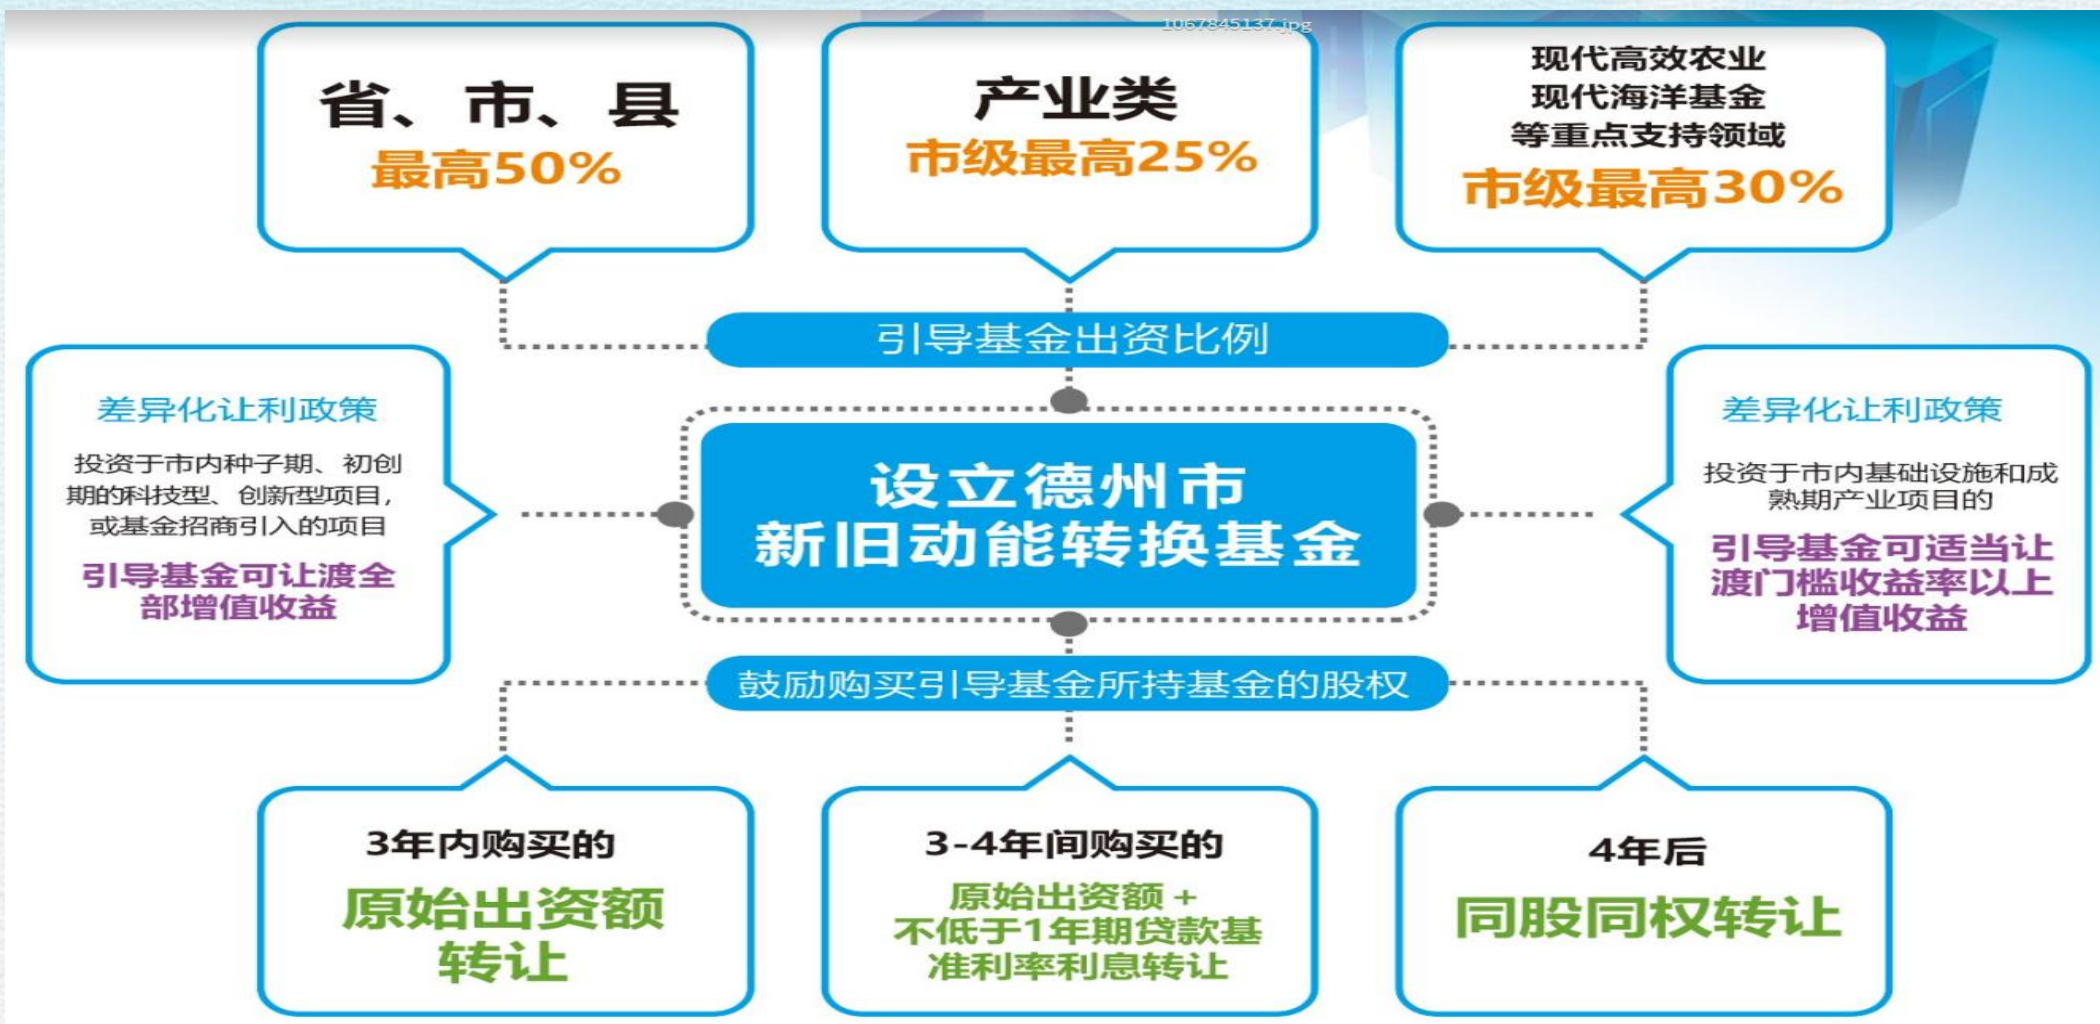 1067845137.jpg
省、市、县
最高50%
产业类
市级最高25%
现代高效农业
现代海洋基金
等重点支持领域
市级最高30%
引导基金出资比例
差异化让利政策
投资于市内种子期、初创
期的科技型、创新型项目，
或基金招商引入的项目
引导基金可让渡全
部增值收益
设立德州市
新旧动能转换基金
差异化让利政策
投资于市内基础设施和成
熟期产业项目的
引导基金可适当让
渡门槛收益率以上
增值收益
鼓励购买引导基金所持基金的股权
3年内购买的
原始出资额
转让
3-4年间购买的
原始出资额+
不低于1年期贷款基
准利率利息转让
4年后
同股同权转让